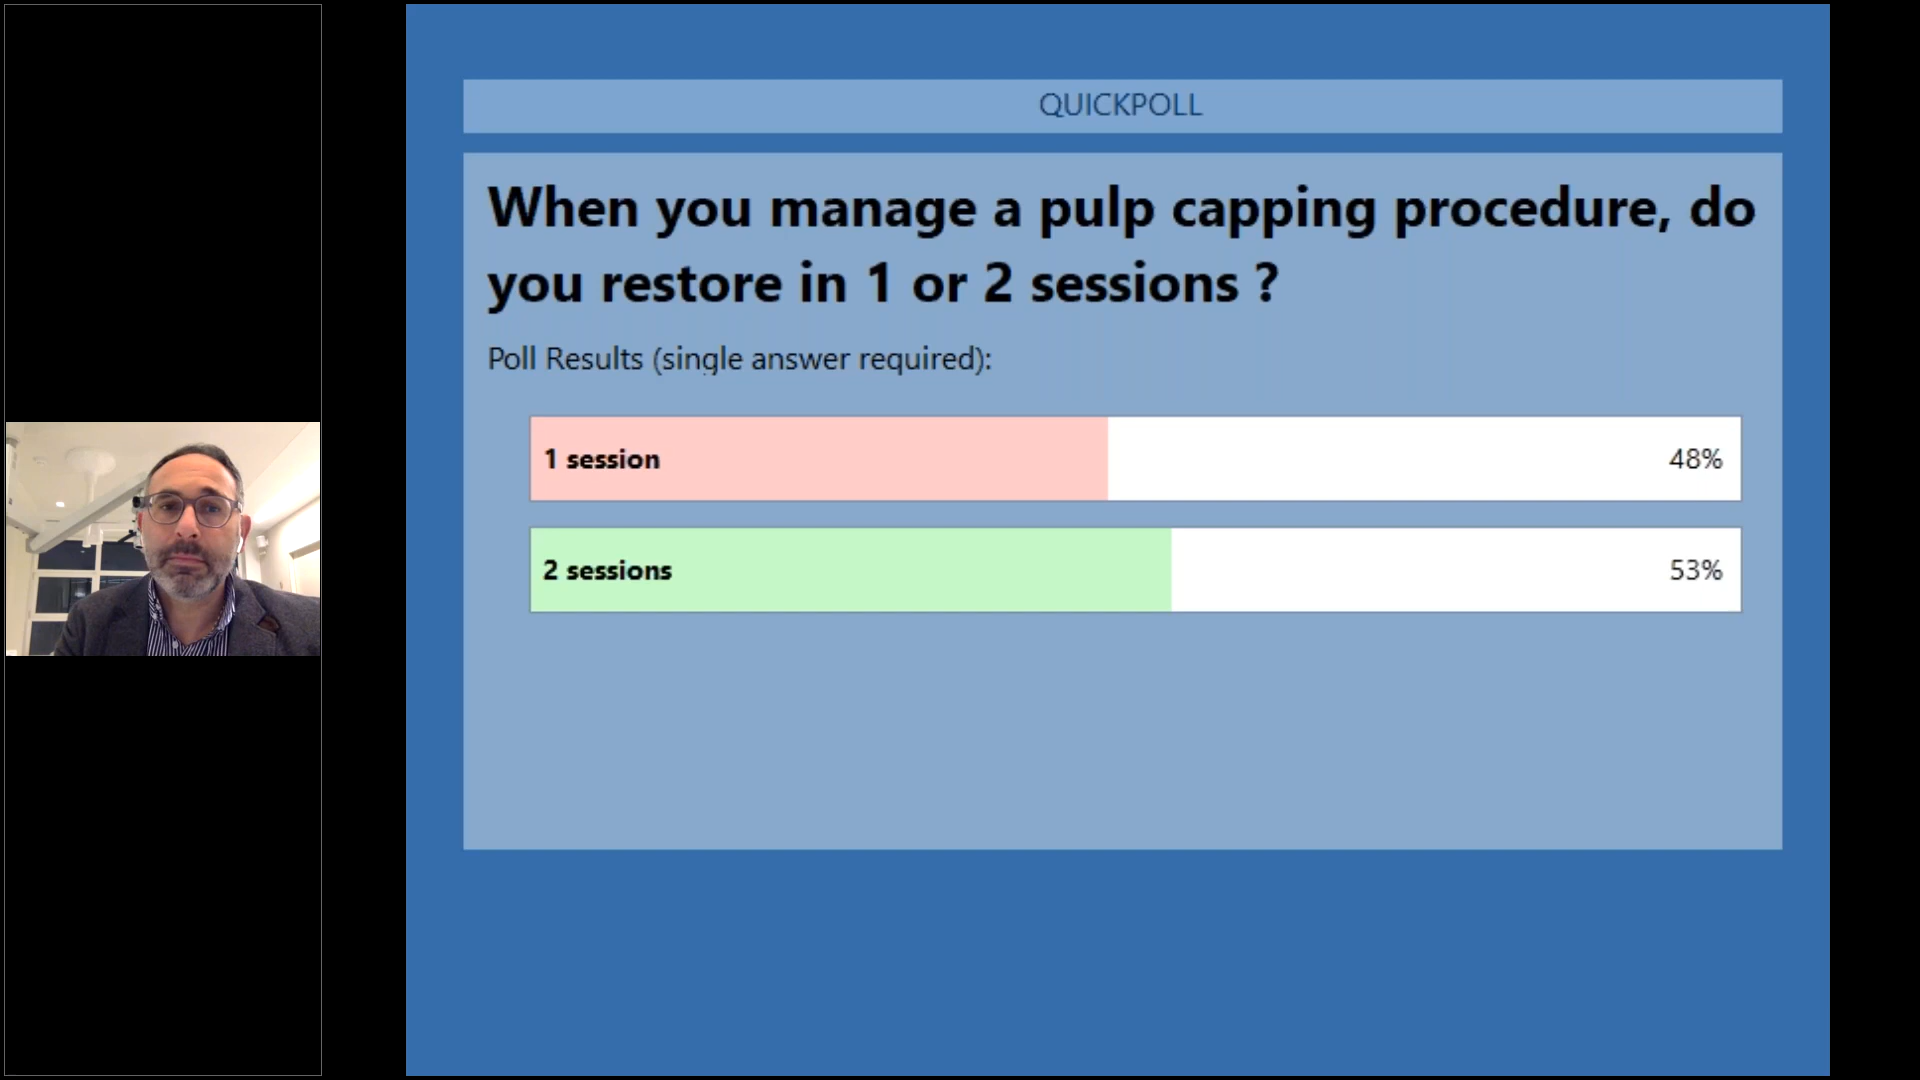 QUICKPOLL
When you manage a pulp capping procedure, do
you restore in 1 or 2 sessions ?
Poll Results (single answer required):
1 session 48%
2 sessions 53%